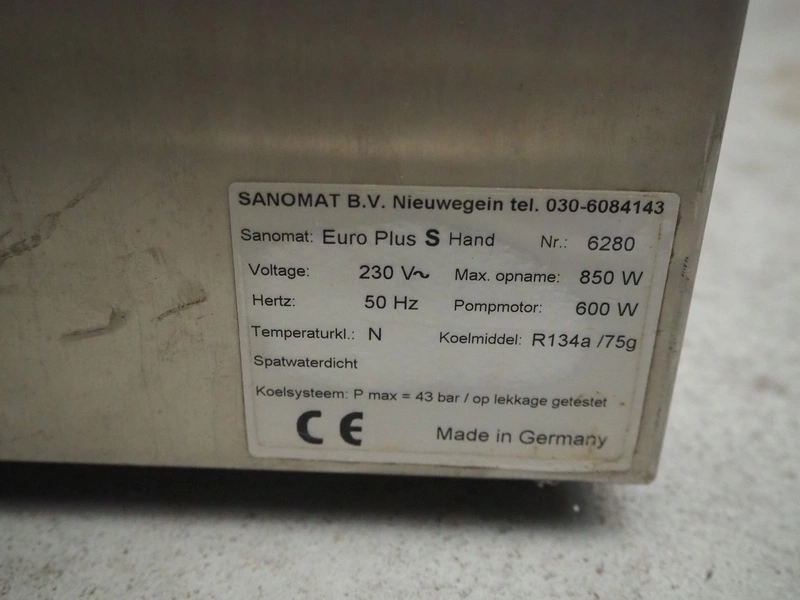 SANOMAT B.V. Nieuwegein tel. 030-6084143
Sanomat: Euro Plus S Hand Nr.: 6280
Voltage: 230 V~ Max. opname: 850 W
Hertz: 50 Hz Pompmotor: 600 W
Temperaturkl.: N Koelmiddel: R134a /75g
Spatwaterdicht
Koelsysteem: P max = 43 bar / op lekkage getestet
CE Made in Germany